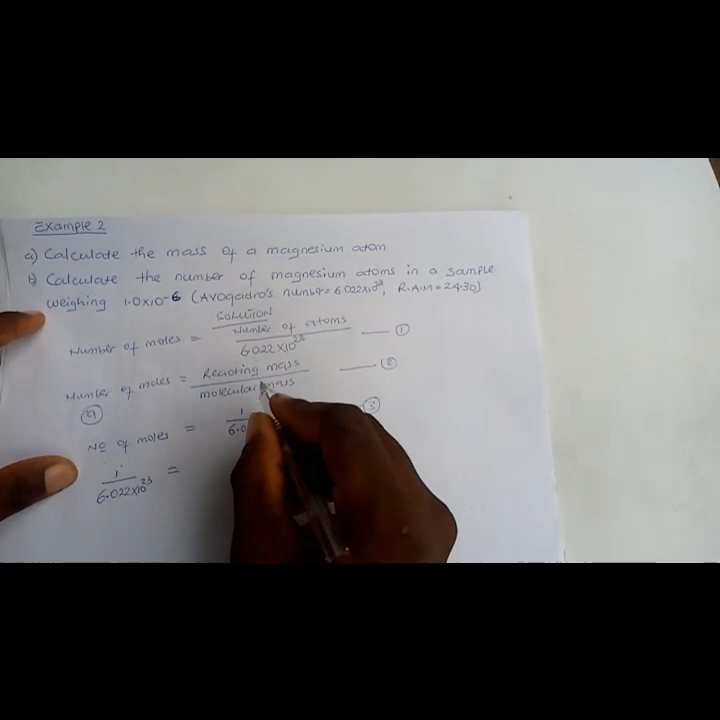 Example 2
a) Calculate the mass of a magnesium atom
b) Calculate the number of magnesium atoms in a sample
weighing 1.0x10-6 (Avogadro's number = 6.022x10²³, R.A.M = 24.30)
Solution
Number of moles = Number of atoms / 6.022x10²³ —— ①
Number of moles = Reacting mass / molecular mass —— ②
(a)
No of moles = 1 / 6.0 ③
1 / 6.022x10²³ =